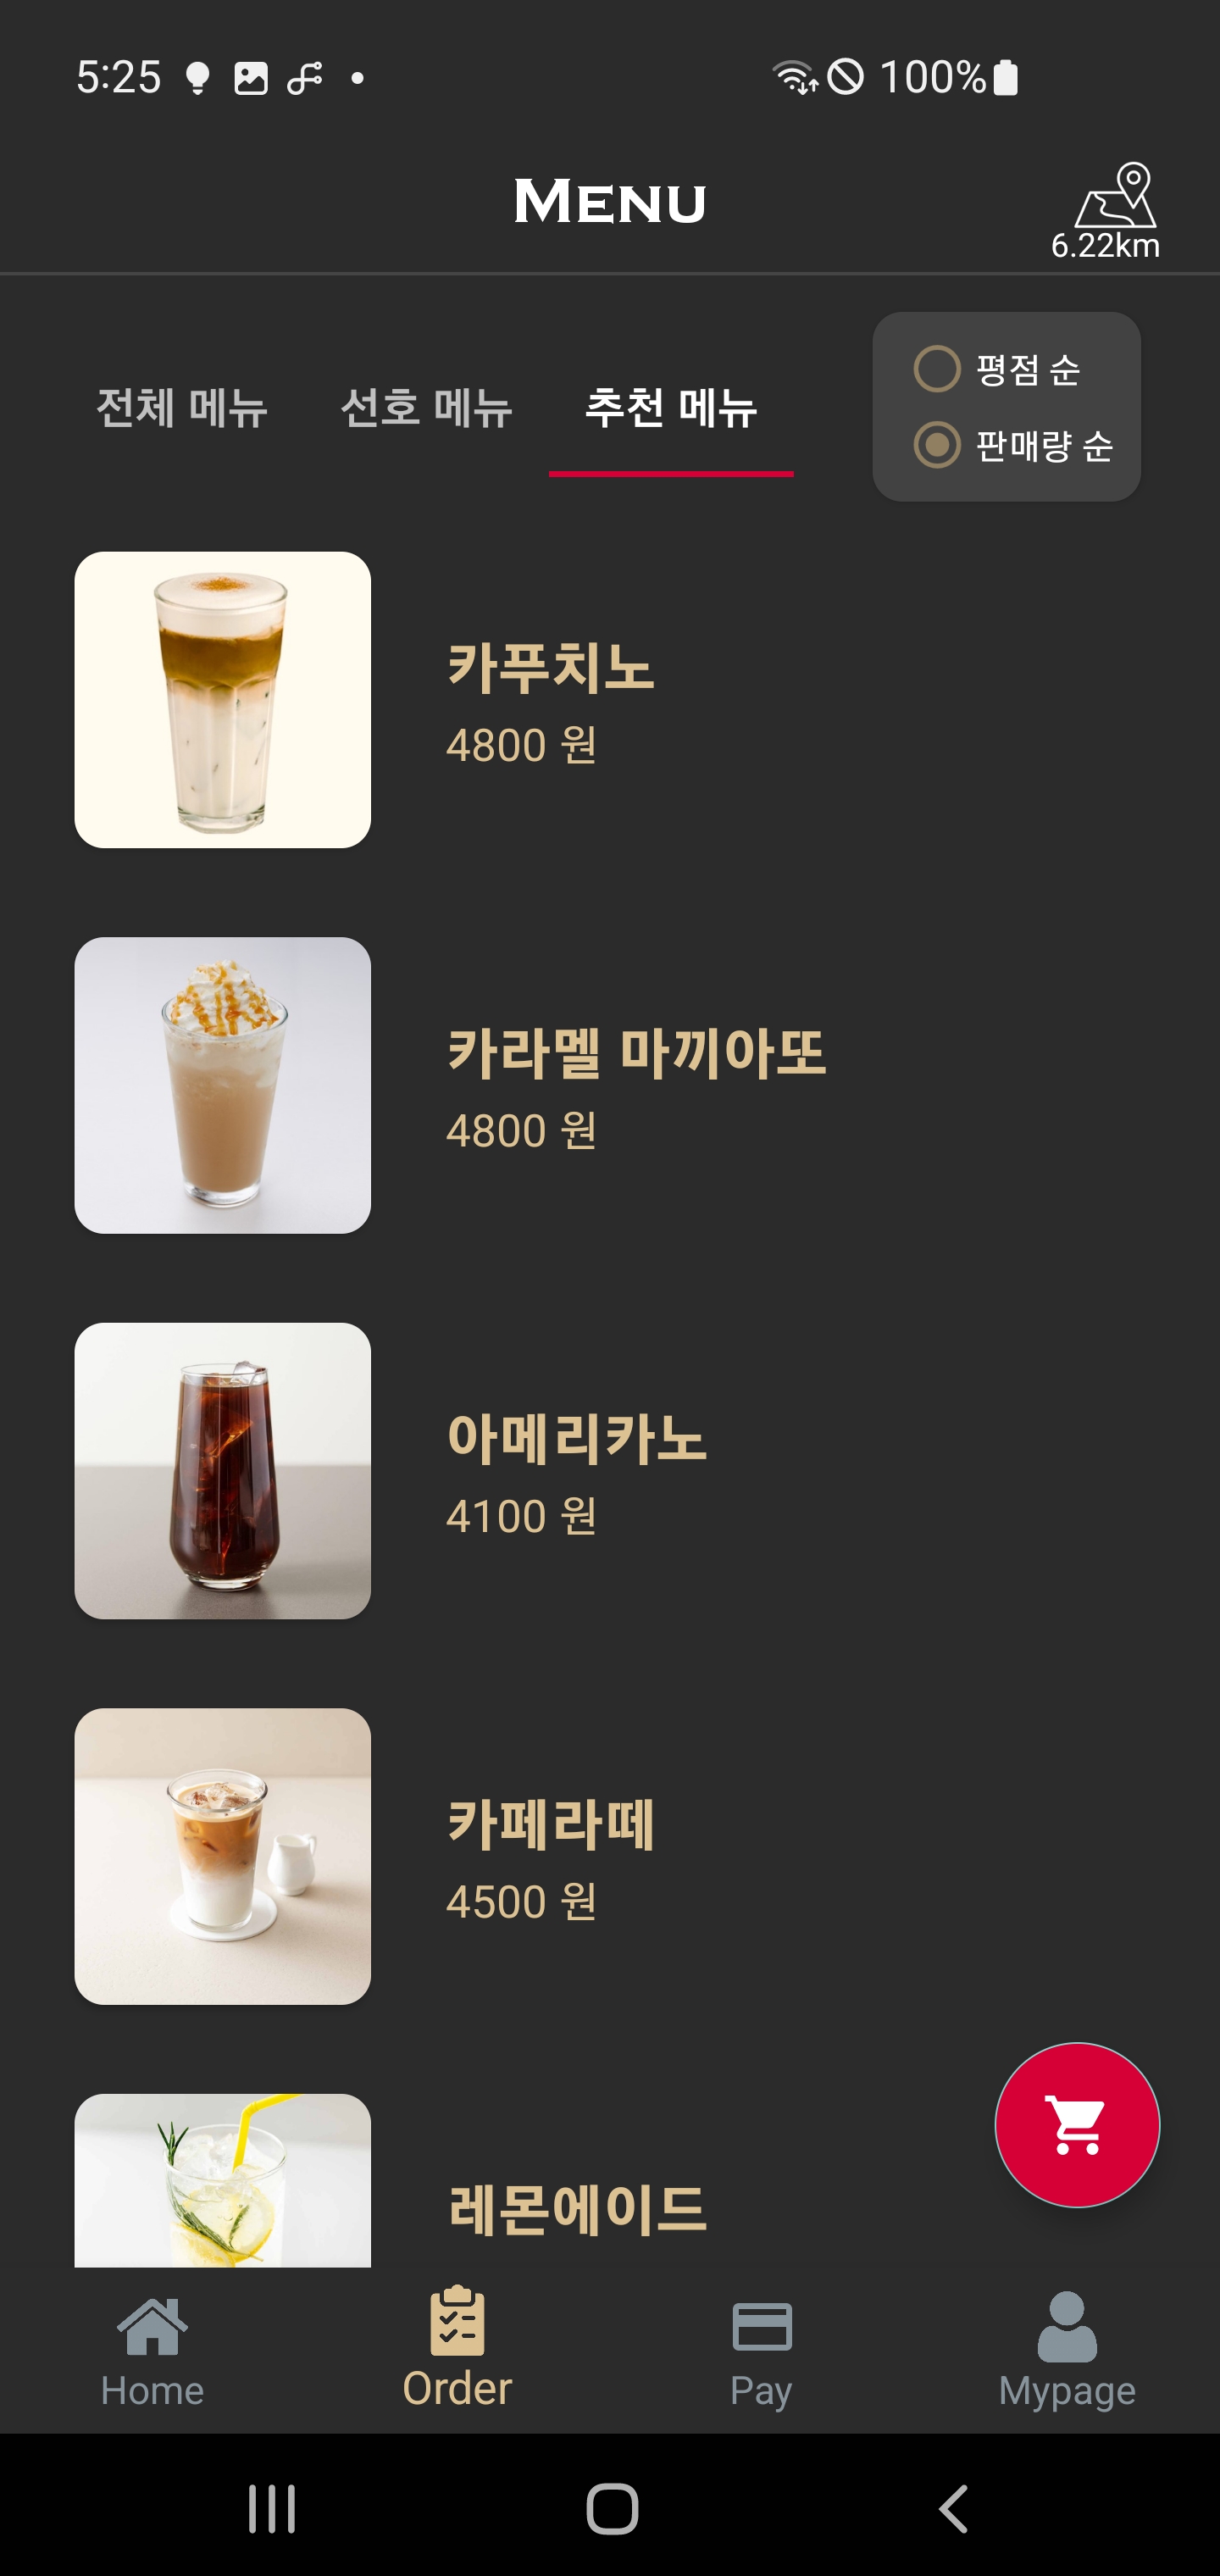 5:25 100%
MENU
6.22km
전체 메뉴 선호 메뉴 추천 메뉴
평점 순
판매량 순
카푸치노
4800 원
카라멜 마끼아또
4800 원
아메리카노
4100 원
카페라떼
4500 원
레몬에이드
Home Order Pay Mypage